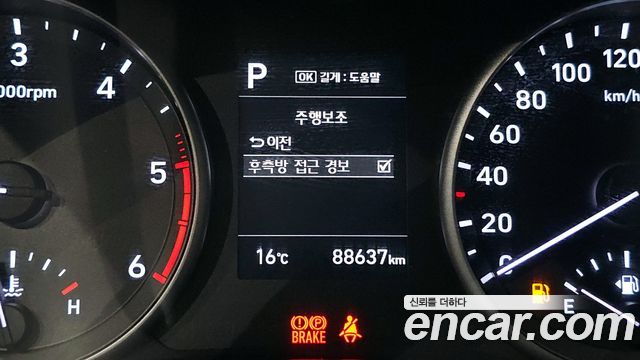 3
4
5
6
000rpm
H
P OK 길게 : 도움말
주행보조
이전
후측방 접근 경보
16℃ 88637km
(P)
BRAKE
120
100
80
60
40
20
0
km/h
E
신뢰를 더하다
encar.com